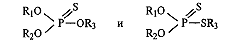 R₁O S R₁O S
P и P
R₂O OR₃ R₂O SR₃